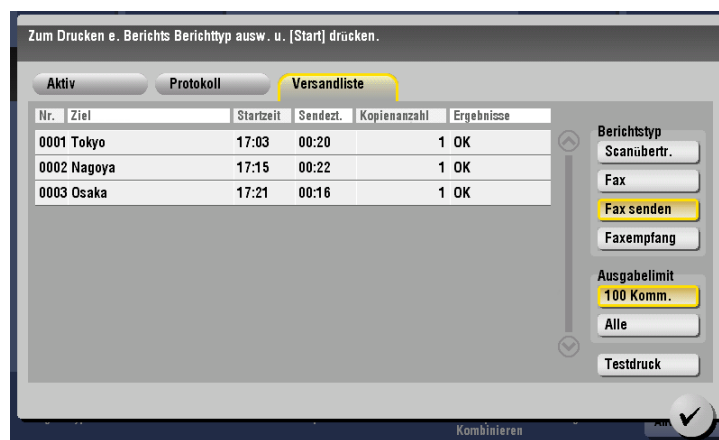 Zum Drucken e. Berichts Berichttyp ausw. u. [Start] drücken.
Aktiv Protokoll Versandliste
Nr. Ziel Startzeit Sendezt. Kopienanzahl Ergebnisse
0001 Tokyo 17:03 00:20 1 OK
0002 Nagoya 17:15 00:22 1 OK
0003 Osaka 17:21 00:16 1 OK
Berichtstyp
Scanübertr.
Fax
Fax senden
Faxempfang
Ausgabelimit
100 Komm.
Alle
Testdruck
Kombinieren